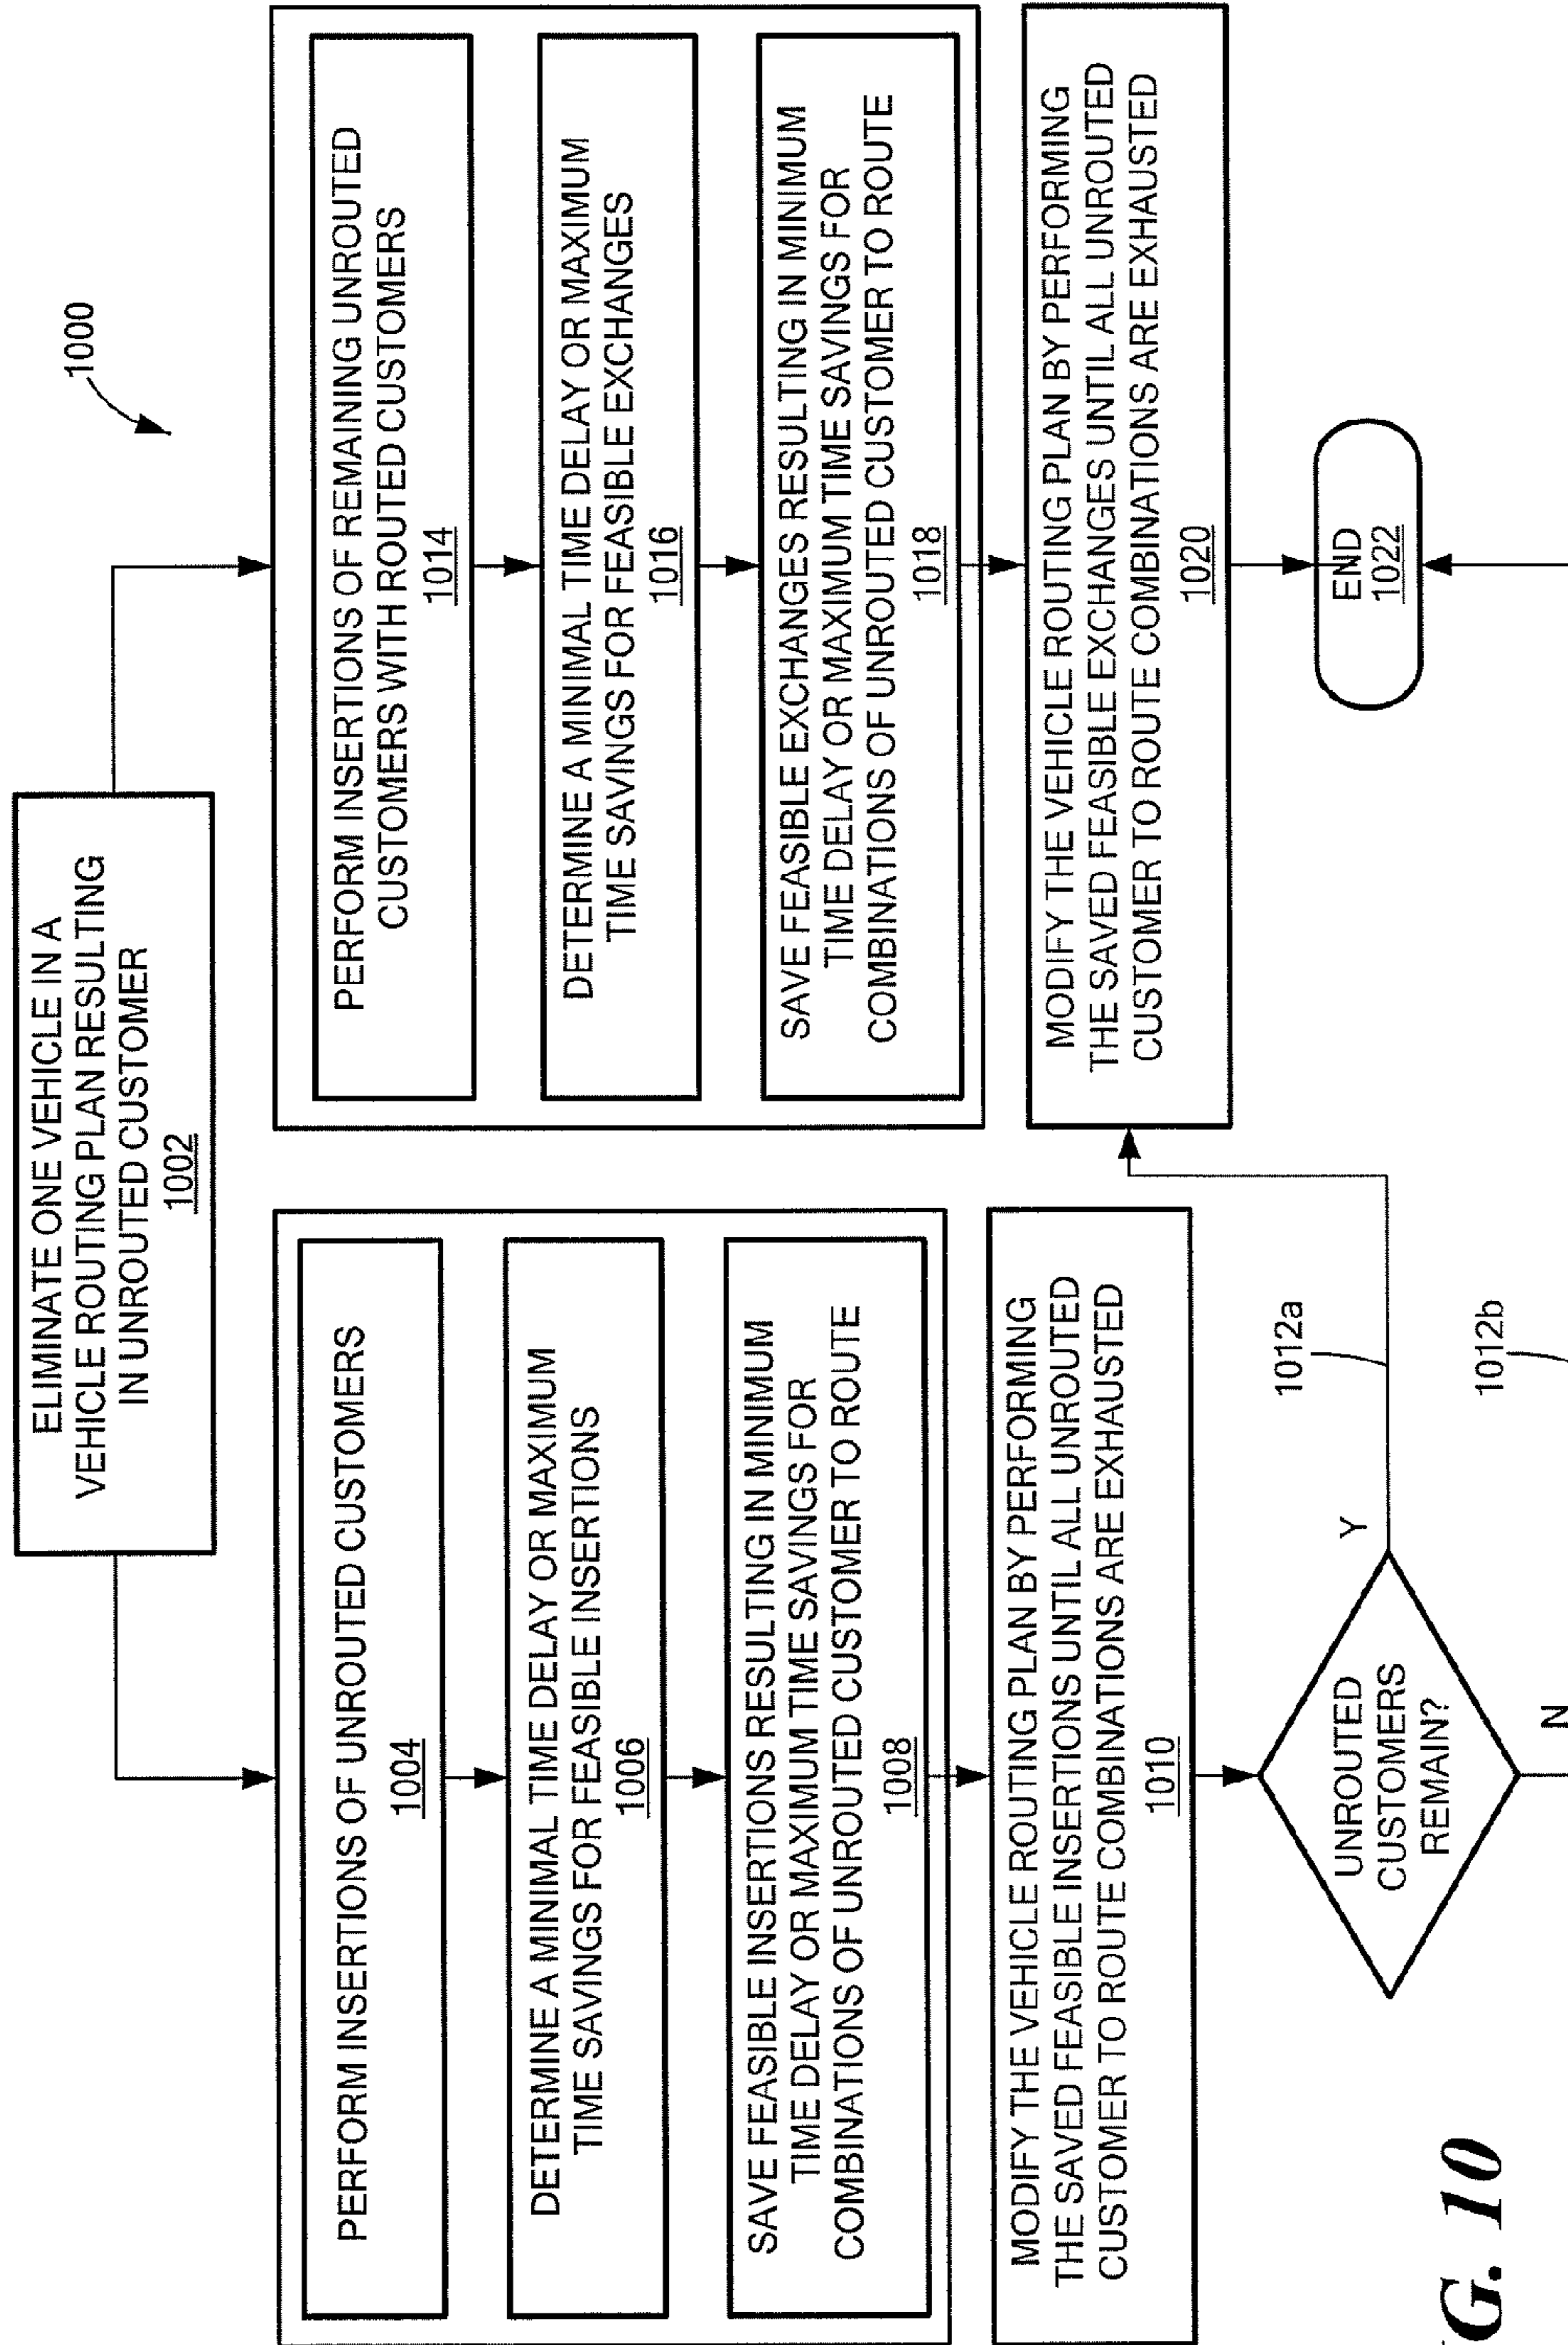 1000
ELIMINATE ONE VEHICLE IN A
VEHICLE ROUTING PLAN RESULTING
IN UNROUTED CUSTOMER
1002
PERFORM INSERTIONS OF UNROUTED CUSTOMERS
1004
DETERMINE A MINIMAL TIME DELAY OR MAXIMUM
TIME SAVINGS FOR FEASIBLE INSERTIONS
1006
SAVE FEASIBLE INSERTIONS RESULTING IN MINIMUM
TIME DELAY OR MAXIMUM TIME SAVINGS FOR
COMBINATIONS OF UNROUTED CUSTOMER TO ROUTE
1008
MODIFY THE VEHICLE ROUTING PLAN BY PERFORMING
THE SAVED FEASIBLE INSERTIONS UNTIL ALL UNROUTED
CUSTOMER TO ROUTE COMBINATIONS ARE EXHAUSTED
1010
UNROUTED
CUSTOMERS
REMAIN?
Y
1012a
N
1012b
PERFORM INSERTIONS OF REMAINING UNROUTED
CUSTOMERS WITH ROUTED CUSTOMERS
1014
DETERMINE A MINIMAL TIME DELAY OR MAXIMUM
TIME SAVINGS FOR FEASIBLE EXCHANGES
1016
SAVE FEASIBLE EXCHANGES RESULTING IN MINIMUM
TIME DELAY OR MAXIMUM TIME SAVINGS FOR
COMBINATIONS OF UNROUTED CUSTOMER TO ROUTE
1018
MODIFY THE VEHICLE ROUTING PLAN BY PERFORMING
THE SAVED FEASIBLE EXCHANGES UNTIL ALL UNROUTED
CUSTOMER TO ROUTE COMBINATIONS ARE EXHAUSTED
1020
END
1022
G. 10